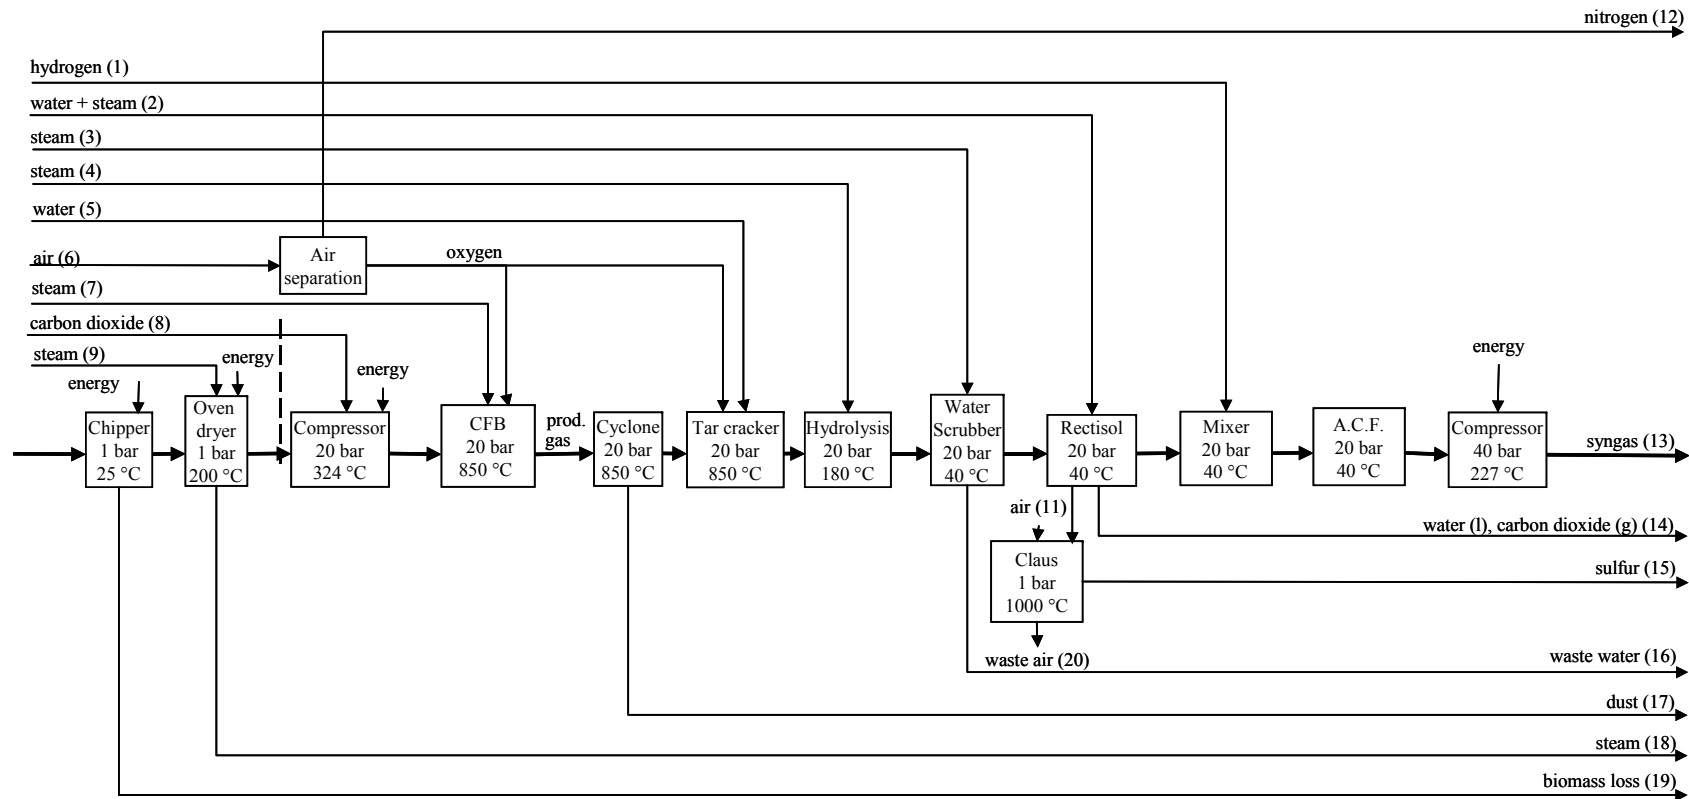 nitrogen (12)
hydrogen (1)
water + steam (2)
steam (3)
steam (4)
water (5)
air (6)
Air
separation
oxygen
steam (7)
carbon dioxide (8)
steam (9)
energy
energy
energy
energy
Chipper
1 bar
25 °C
Oven
dryer
1 bar
200 °C
Compressor
20 bar
324 °C
CFB
20 bar
850 °C
prod.
gas
Cyclone
20 bar
850 °C
Tar cracker
20 bar
850 °C
Hydrolysis
20 bar
180 °C
Water
Scrubber
20 bar
40 °C
Rectisol
20 bar
40 °C
Mixer
20 bar
40 °C
A.C.F.
20 bar
40 °C
Compressor
40 bar
227 °C
syngas (13)
air (11)
water (l), carbon dioxide (g) (14)
Claus
1 bar
1000 °C
sulfur (15)
waste air (20)
waste water (16)
dust (17)
steam (18)
biomass loss (19)